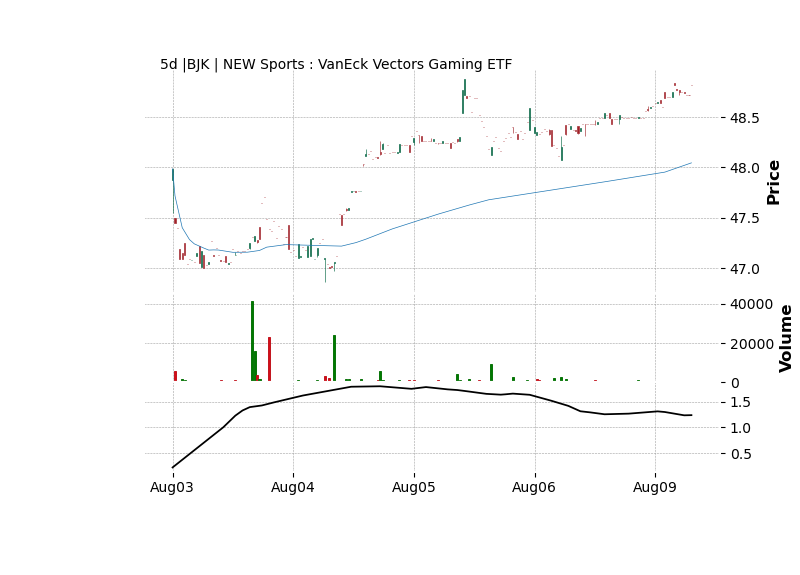 5d |BJK | NEW Sports : VanEck Vectors Gaming ETF
48.5
48.0
47.5
47.0
Price
40000
20000
0
Volume
1.5
1.0
0.5
Aug03 Aug04 Aug05 Aug06 Aug09